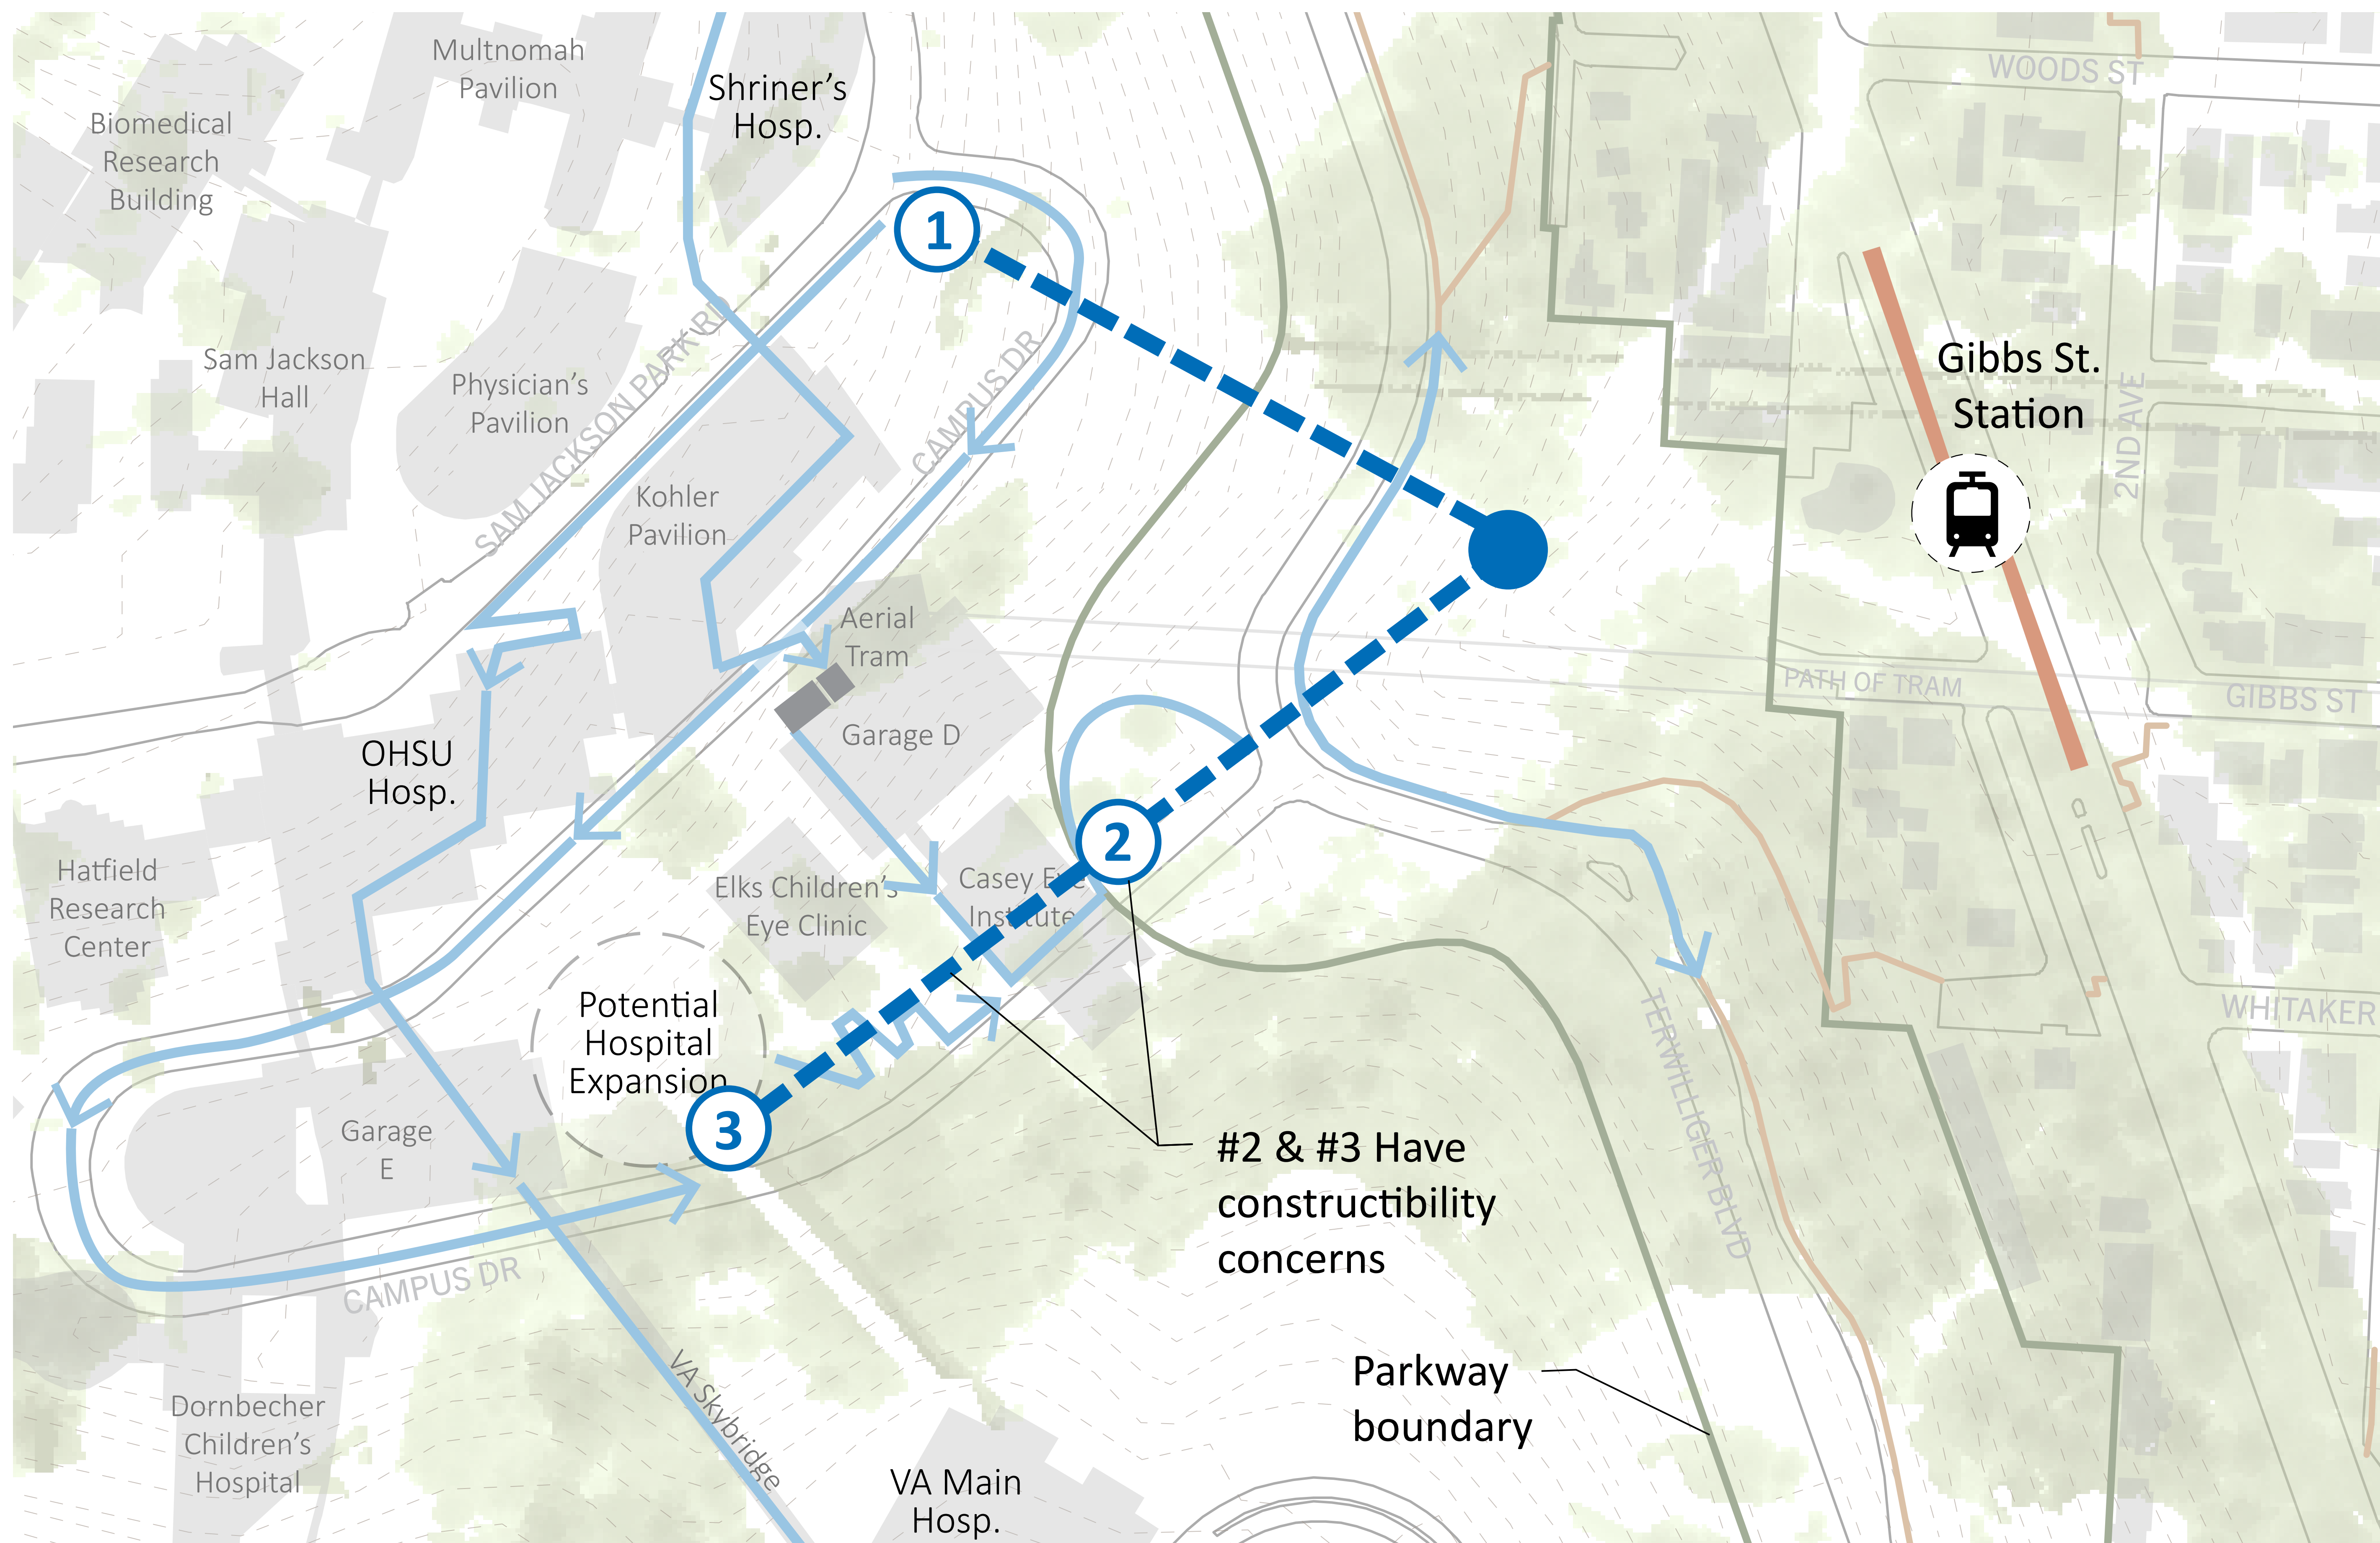 Multnomah
Pavilion
Shriner's
Hosp.
WOODS ST
Biomedical
Research
Building
1
Sam Jackson
Hall
Physician's
Pavilion
SAM JACKSON PARK RD
CAMPUS DR
Gibbs St.
Station
2ND AVE
Kohler
Pavilion
Aerial
Tram
PATH OF TRAM
GIBBS ST
Garage D
OHSU
Hosp.
2
Hatfield
Research
Center
Elks Children's
Eye Clinic
Casey Eye
Institute
Potential
Hospital
Expansion
WHITAKER
TERWILLIGER BLVD
3
Garage
E
#2 & #3 Have
constructibility
concerns
CAMPUS DR
VA Skybridge
Parkway
boundary
Dornbecher
Children's
Hospital
VA Main
Hosp.